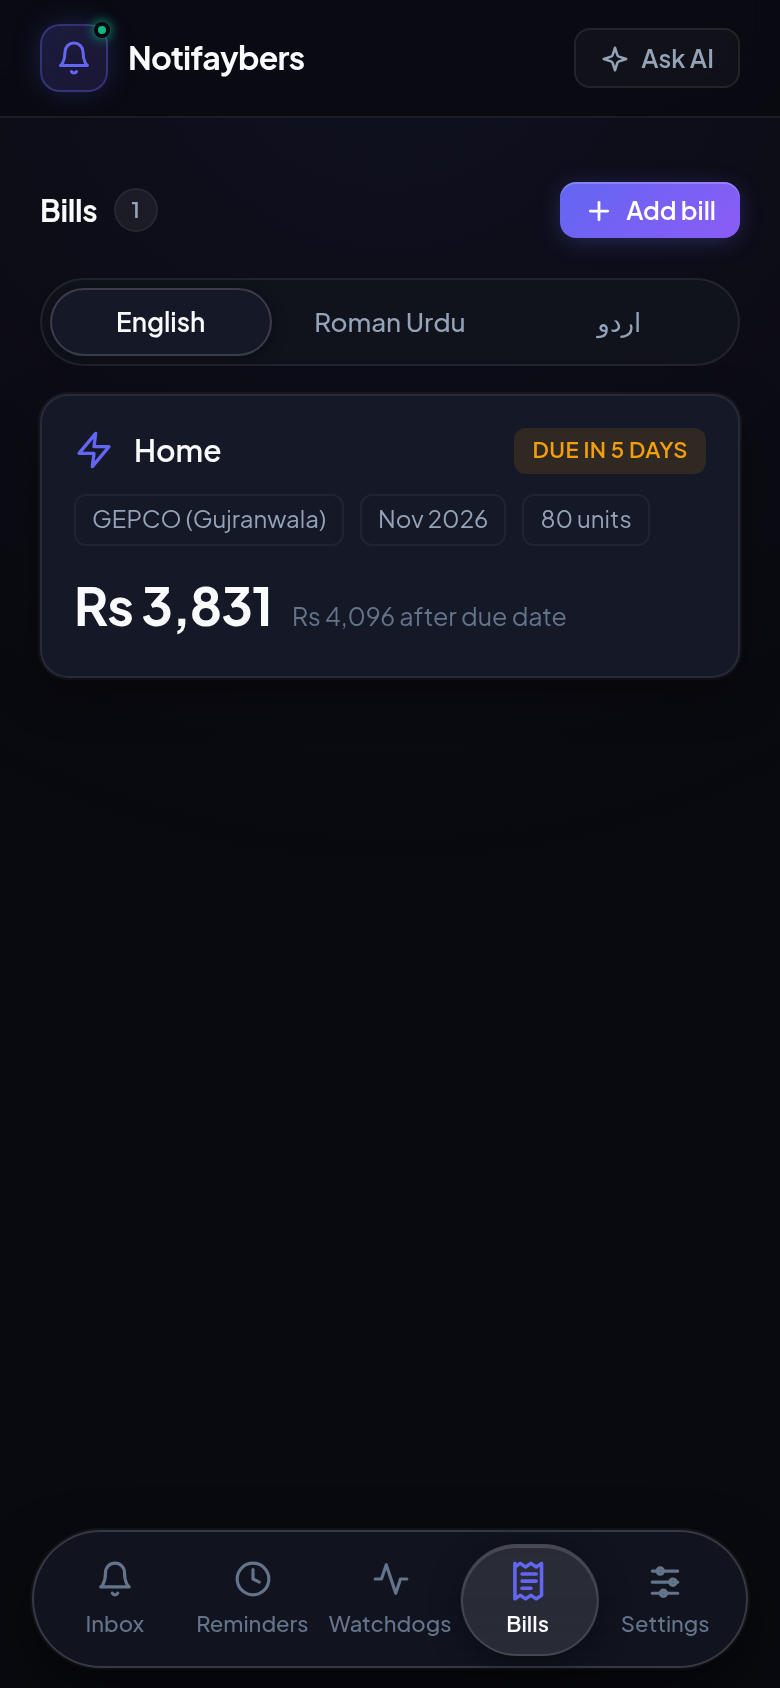 Notifaybers
Ask AI
Bills 1
Add bill
English Roman Urdu اردو
Home DUE IN 5 DAYS
GEPCO (Gujranwala) Nov 2026 80 units
Rs 3,831 Rs 4,096 after due date
Inbox Reminders Watchdogs Bills Settings